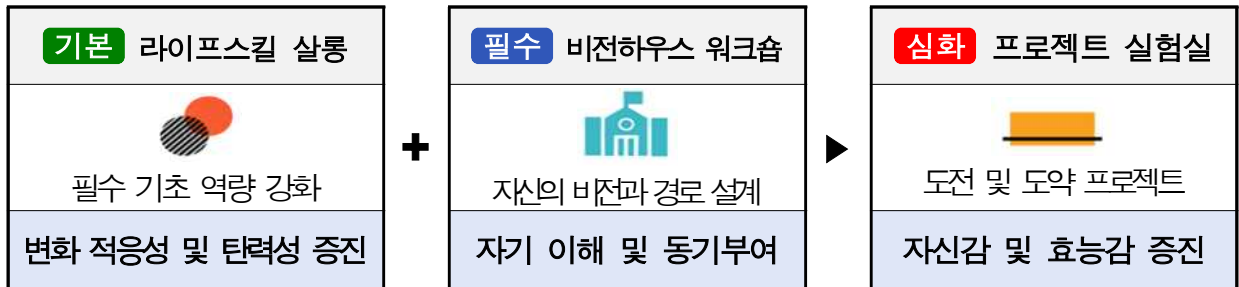 기본 라이프스킬 살롱
필수 기초 역량 강화
변화 적응성 및 탄력성 증진
필수 비전하우스 워크숍
자신의 비전과 경로 설계
자기 이해 및 동기부여
심화 프로젝트 실험실
도전 및 도약 프로젝트
자신감 및 효능감 증진